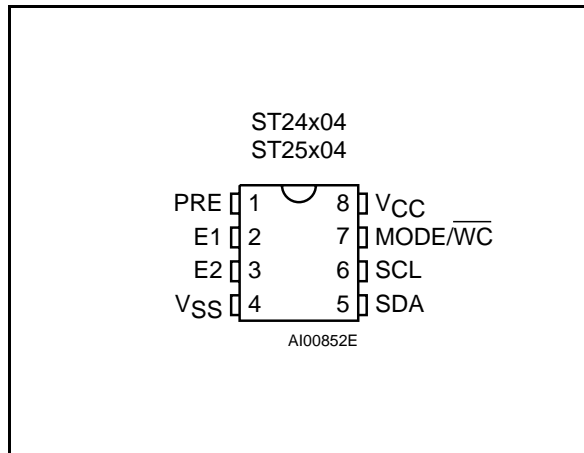 ST24x04
ST25x04
PRE 1 8 VCC
E1 2 7 MODE/W̅C̅
E2 3 6 SCL
VSS 4 5 SDA
AI00852E